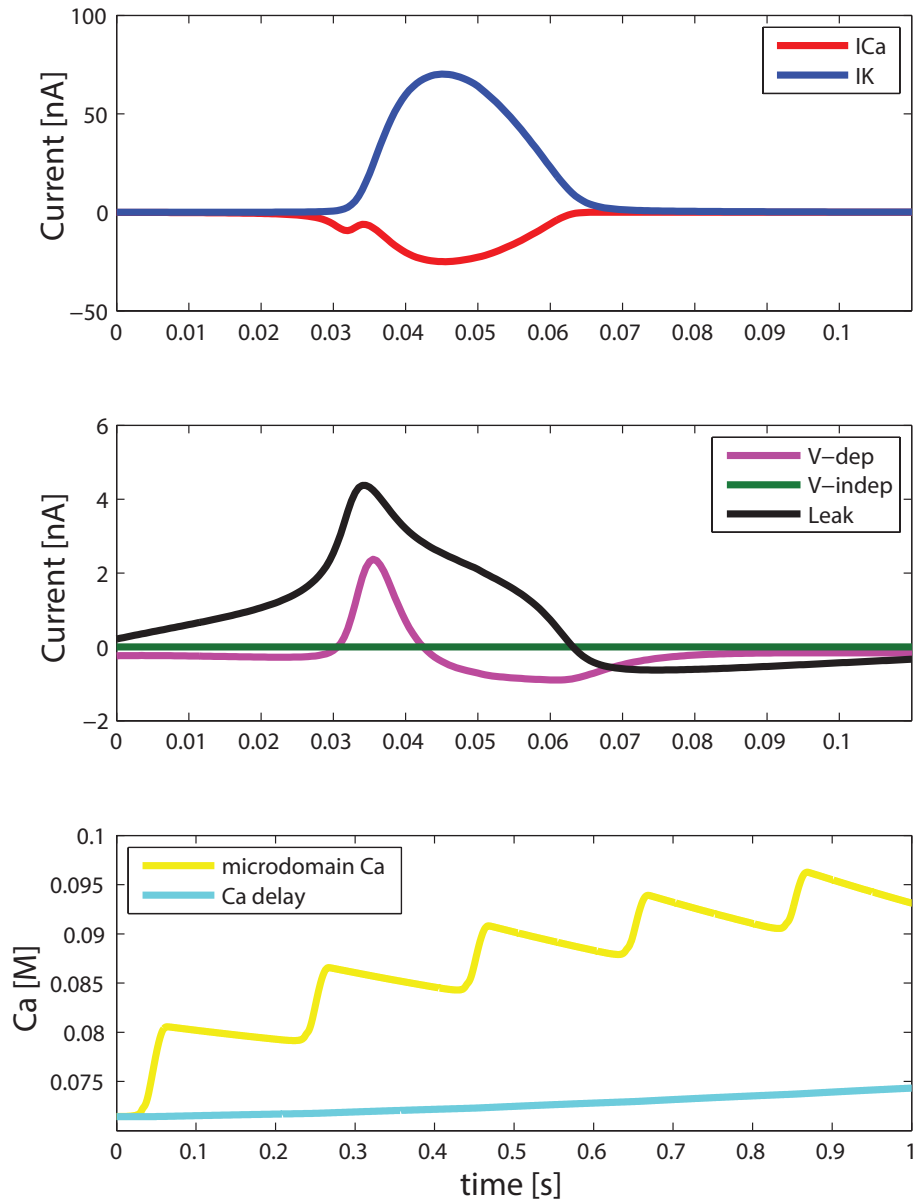 100
50
0
−50
Current [nA]
ICa
IK
0 0.01 0.02 0.03 0.04 0.05 0.06 0.07 0.08 0.09 0.1
6
4
2
0
−2
Current [nA]
V−dep
V−indep
Leak
0 0.01 0.02 0.03 0.04 0.05 0.06 0.07 0.08 0.09 0.1
0.1
0.095
0.09
0.085
0.08
0.075
Ca [M]
microdomain Ca
Ca delay
0 0.1 0.2 0.3 0.4 0.5 0.6 0.7 0.8 0.9 1
time [s]